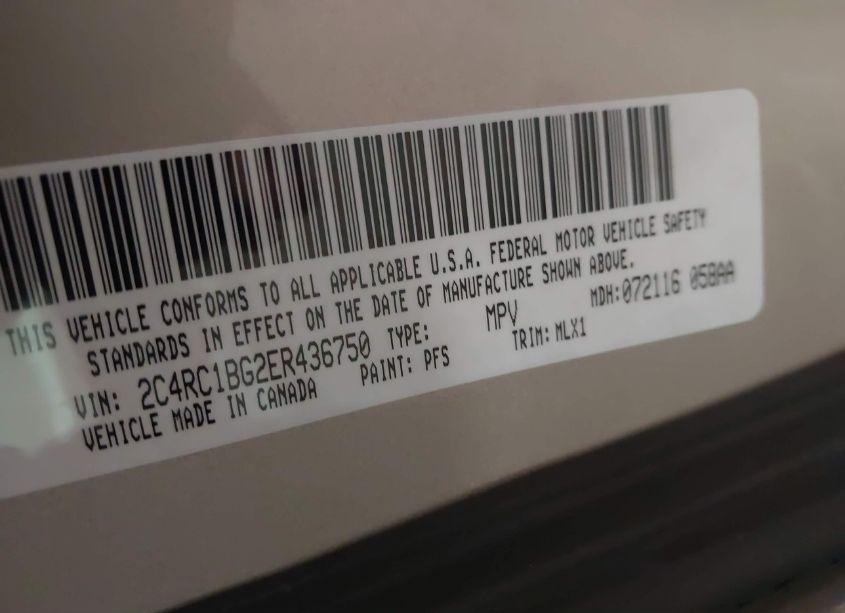 THIS VEHICLE CONFORMS TO ALL APPLICABLE U.S.A. FEDERAL MOTOR VEHICLE SAFETY
STANDARDS IN EFFECT ON THE DATE OF MANUFACTURE SHOWN ABOVE.
VIN: 2C4RC1BG2ER436750 TYPE: MPV MDH:072116 058AA
VEHICLE MADE IN CANADA PAINT: PFS TRIM: MLX1